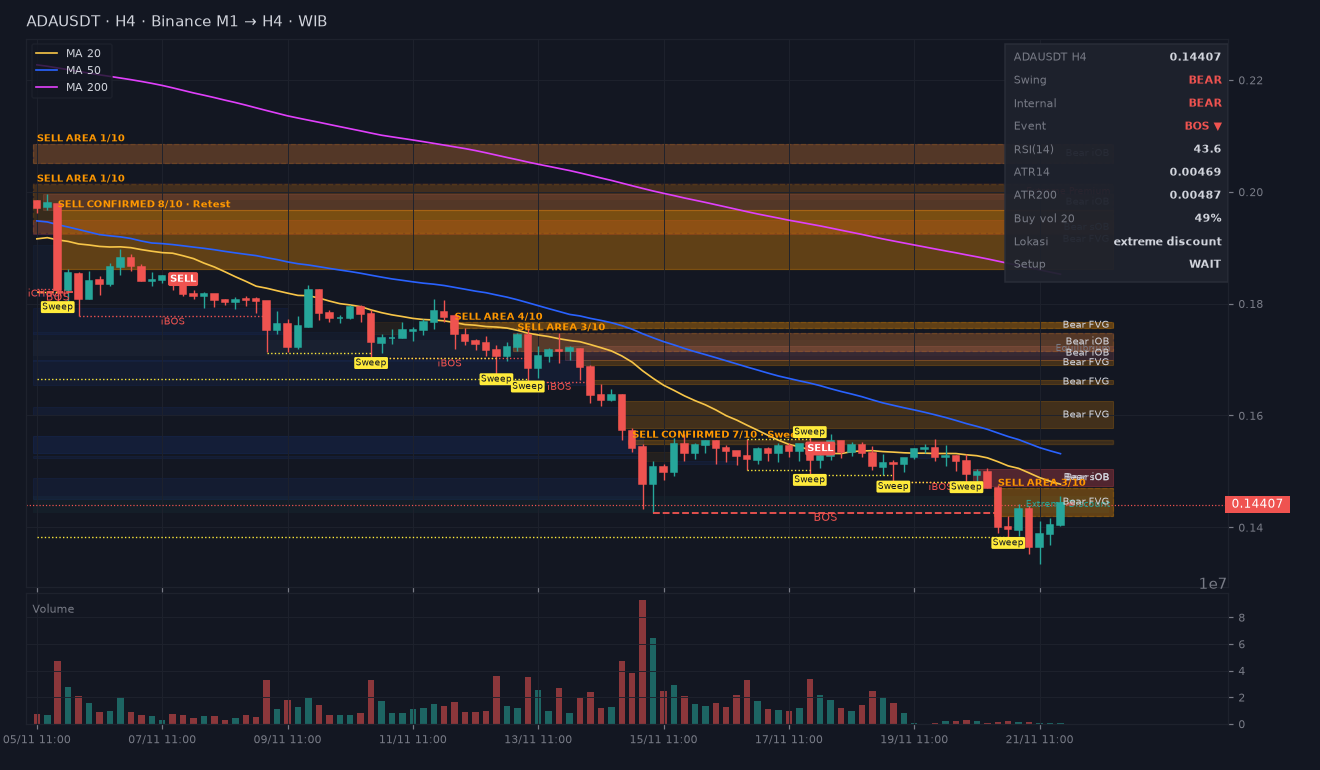 ADAUSDT · H4 · Binance M1 → H4 · WIB
MA 20
MA 50
MA 200
ADAUSDT H4 0.14407
Swing BEAR
Internal BEAR
Event BOS ▼
RSI(14) 43.6
ATR14 0.00469
ATR200 0.00487
Buy vol 20 49%
Lokasi extreme discount
Setup WAIT
0.22
0.20
0.18
0.16
0.14
0.14407
SELL AREA 1/10
SELL AREA 1/10
SELL CONFIRMED 8/10 · Retest
SELL
BOS
Sweep
iBOS
SELL AREA 4/10
SELL AREA 3/10
Bear FVG
Bear iOB
Bear iOB
Bear FVG
Sweep
iBOS
Sweep
Sweep
iBOS
Bear FVG
Bear FVG
SELL CONFIRMED 7/10 · Sweep
Sweep
SELL
Sweep
Sweep
iBOS
Sweep
SELL AREA 3/10
Bear iOB
Bear FVG
BOS
Sweep
1e7
Volume
8
6
4
2
0
05/11 11:00
07/11 11:00
09/11 11:00
11/11 11:00
13/11 11:00
15/11 11:00
17/11 11:00
19/11 11:00
21/11 11:00